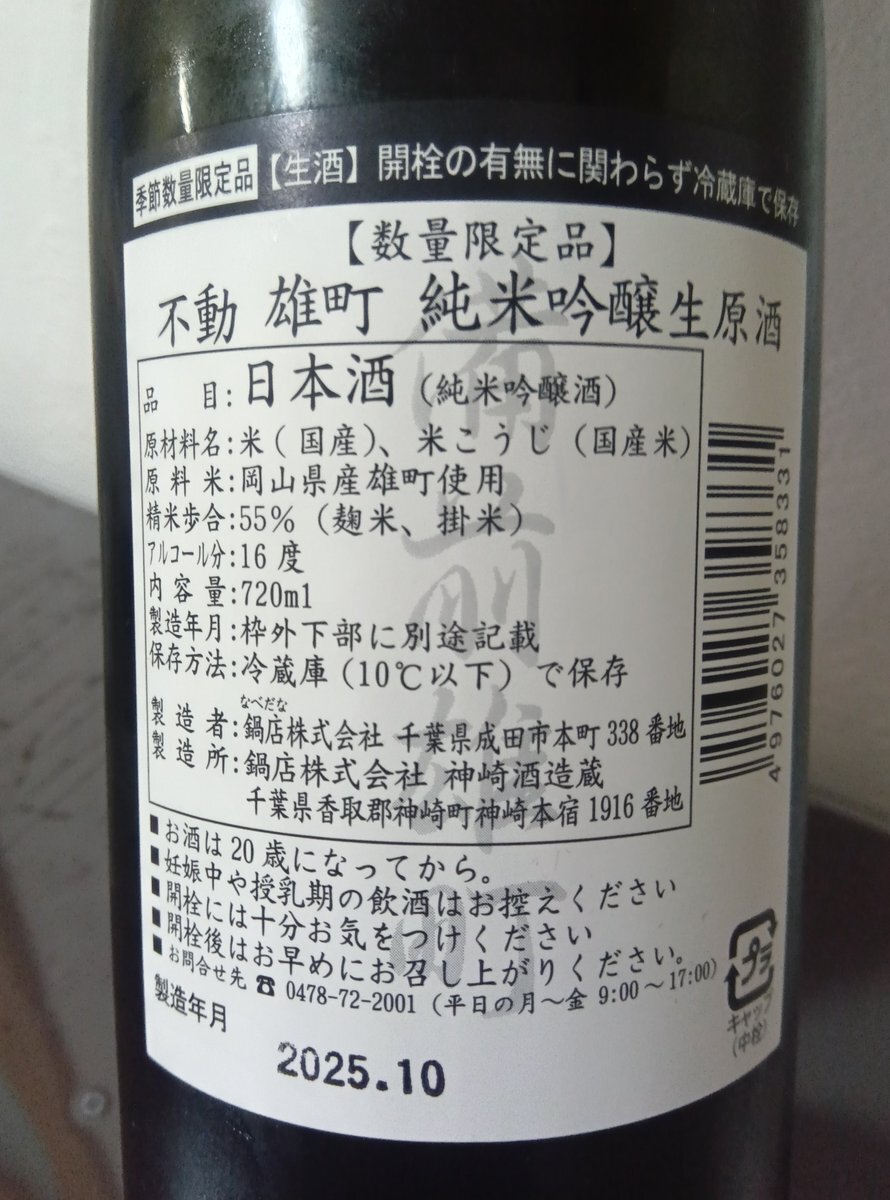 季節数量限定品【生酒】開栓の有無に関わらず冷蔵庫で保存
【数量限定品】
不動 雄町 純米吟醸生原酒
備前雄町
品 目:日本酒(純米吟醸酒)
原材料名:米(国産)、米こうじ(国産米)
原料米:岡山県産雄町使用
精米歩合:55%(麹米、掛米)
アルコール分:16度
内容量:720ml
製造年月:枠外下部に別途記載
保存方法:冷蔵庫(10℃以下)で保存
なべだな
製造者:鍋店株式会社 千葉県成田市本町338番地
製造所:鍋店株式会社 神崎酒造蔵
千葉県香取郡神崎町神崎本宿1916番地
4976027358331
■お酒は20歳になってから。
■妊娠中や授乳期の飲酒はお控えください
■開栓には十分お気をつけください
■開栓後はお早めにお召し上がりください。
■お問合せ先 ☎ 0478-72-2001(平日の月～金 9:00～17:00)
プラ
キャップ
(中栓)
製造年月
2025.10